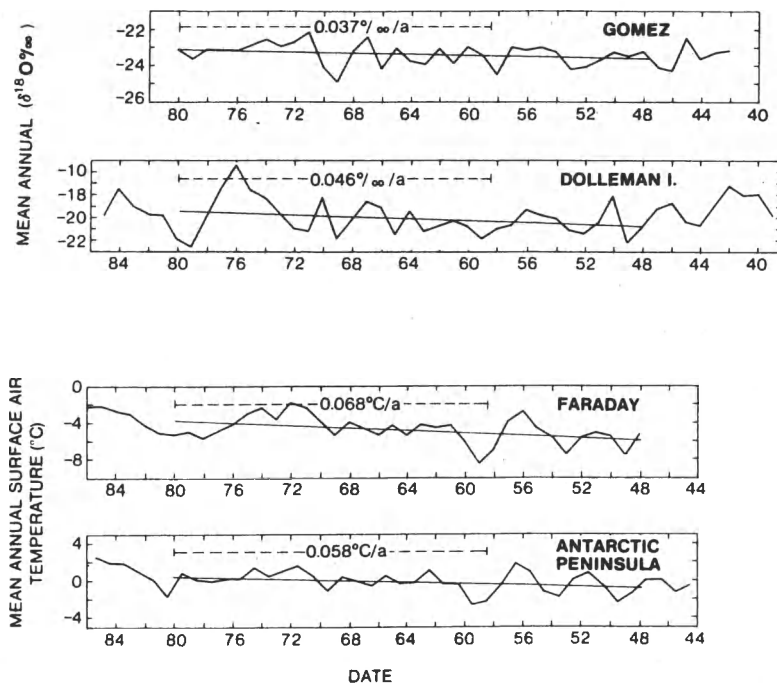 MEAN ANNUAL (δ¹⁸O‰)
GOMEZ
0.037°/∞/a
-22
-24
-26
80 76 72 68 64 60 56 52 48 44 40
DOLLEMAN I.
0.046°/∞/a
-10
-18
-20
-22
84 80 76 72 68 64 60 56 52 48 44 40
MEAN ANNUAL SURFACE AIR
TEMPERATURE (°C)
FARADAY
0.068°C/a
0
-4
-8
84 80 76 72 68 64 60 56 52 48 44
ANTARCTIC
PENINSULA
0.058°C/a
4
0
-4
84 80 76 72 68 64 60 56 52 48 44
DATE